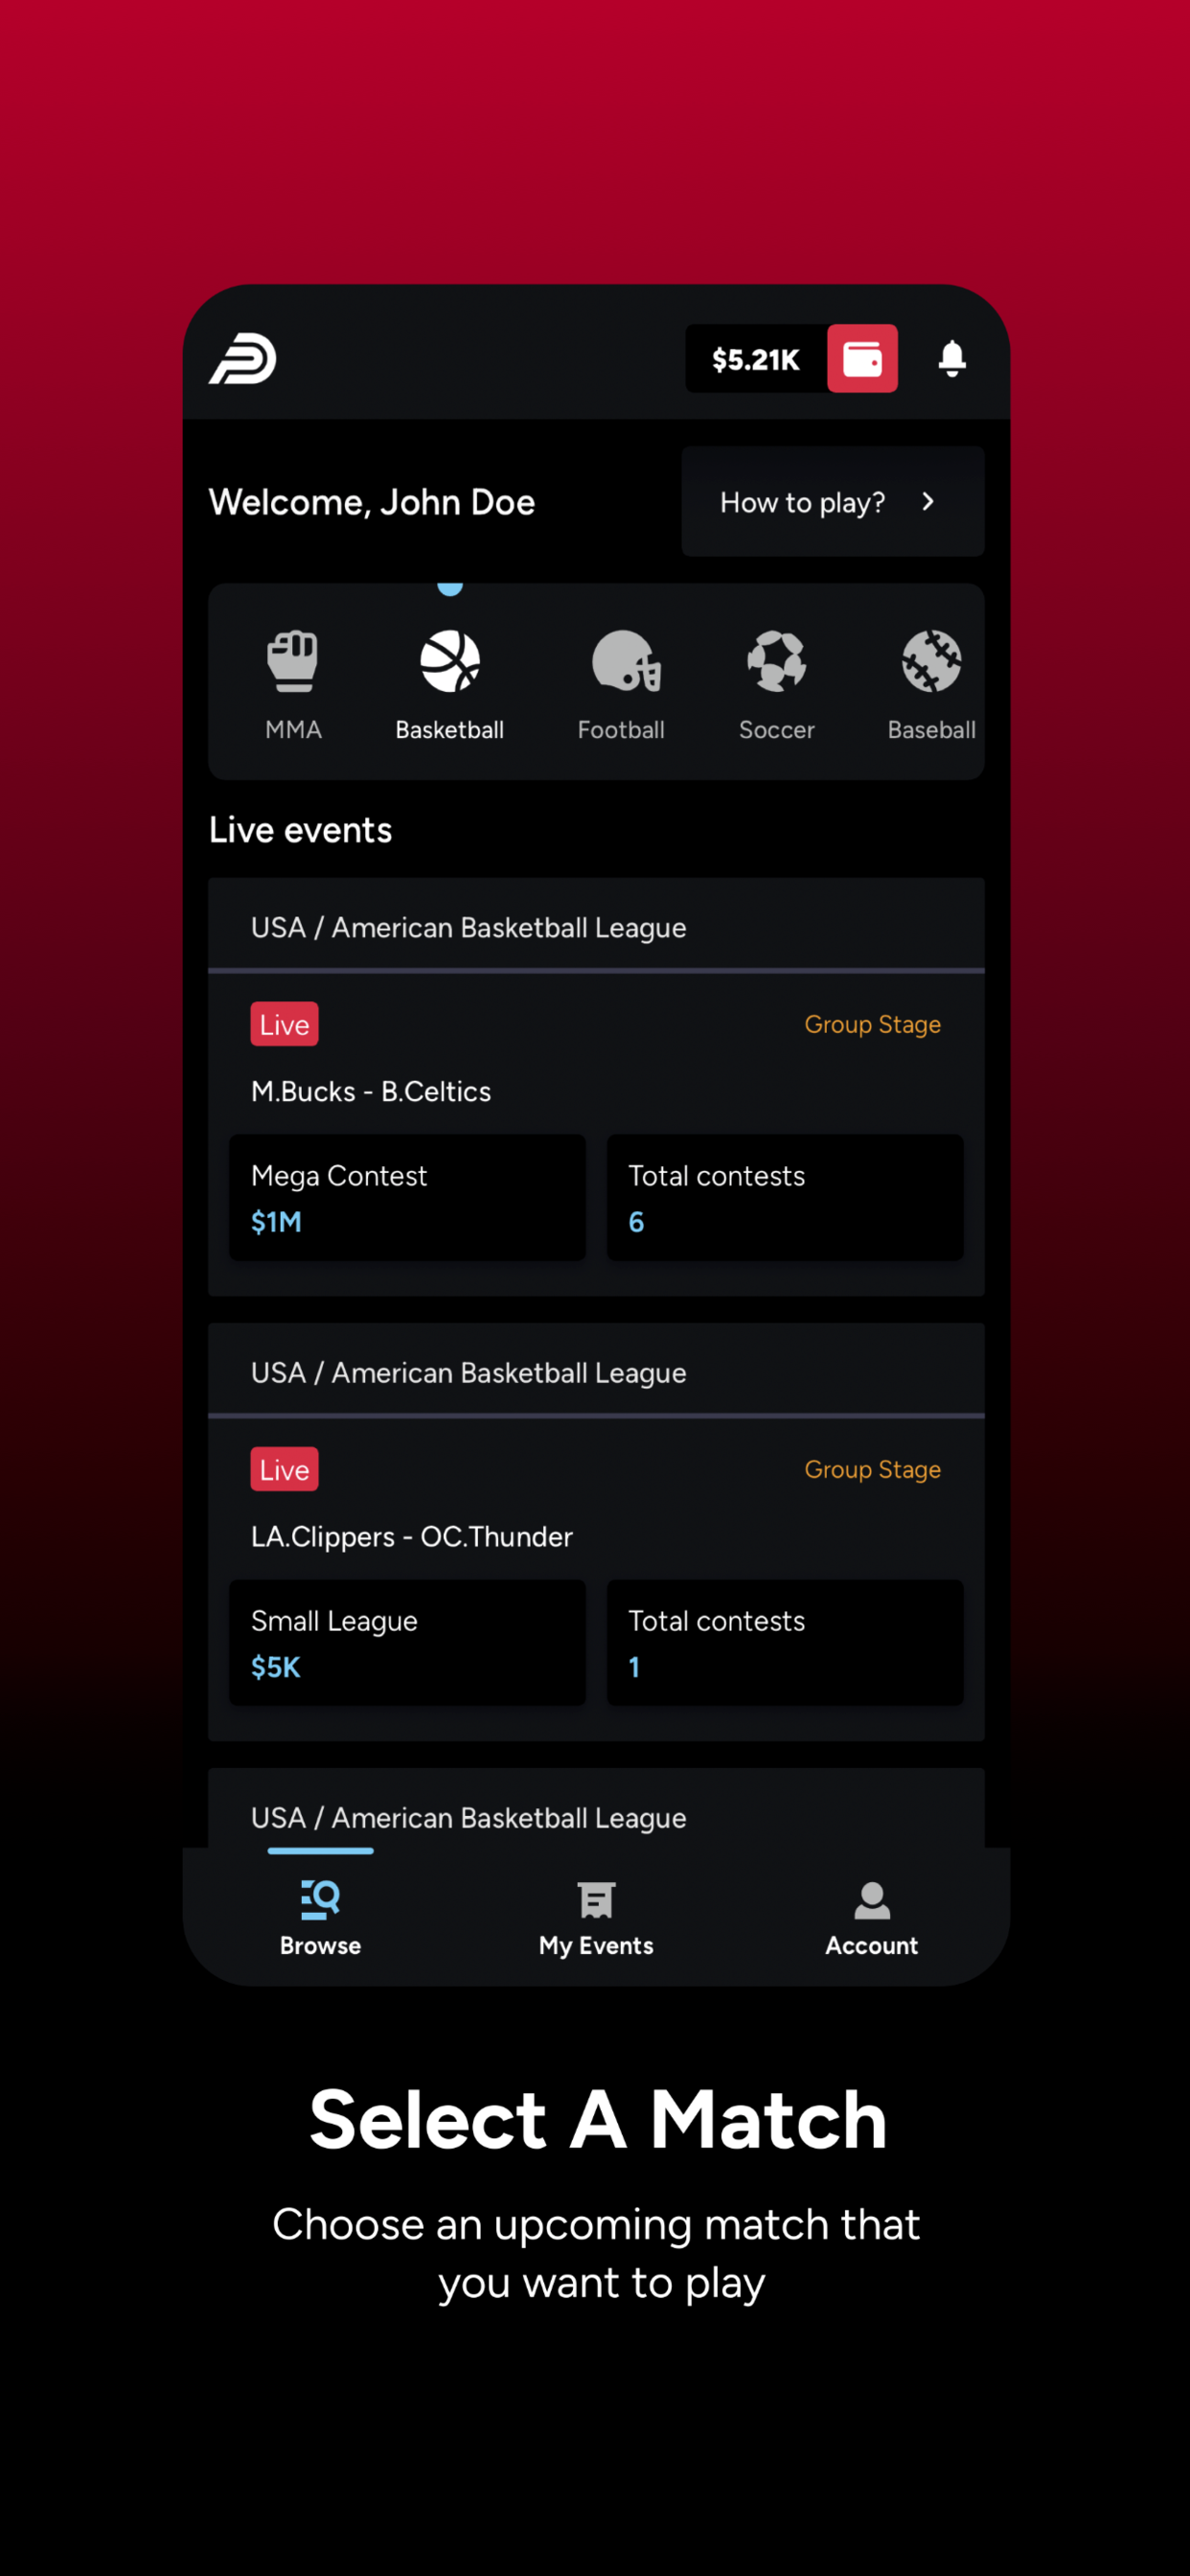 $5.21K
Welcome, John Doe
How to play?
MMA
Basketball
Football
Soccer
Baseball
Live events
USA / American Basketball League
Live
Group Stage
M.Bucks - B.Celtics
Mega Contest
Total contests
$1M
6
USA / American Basketball League
Live
Group Stage
LA.Clippers - OC.Thunder
Small League
Total contests
$5K
1
USA / American Basketball League
Browse
My Events
Account
Select A Match
Choose an upcoming match that
you want to play